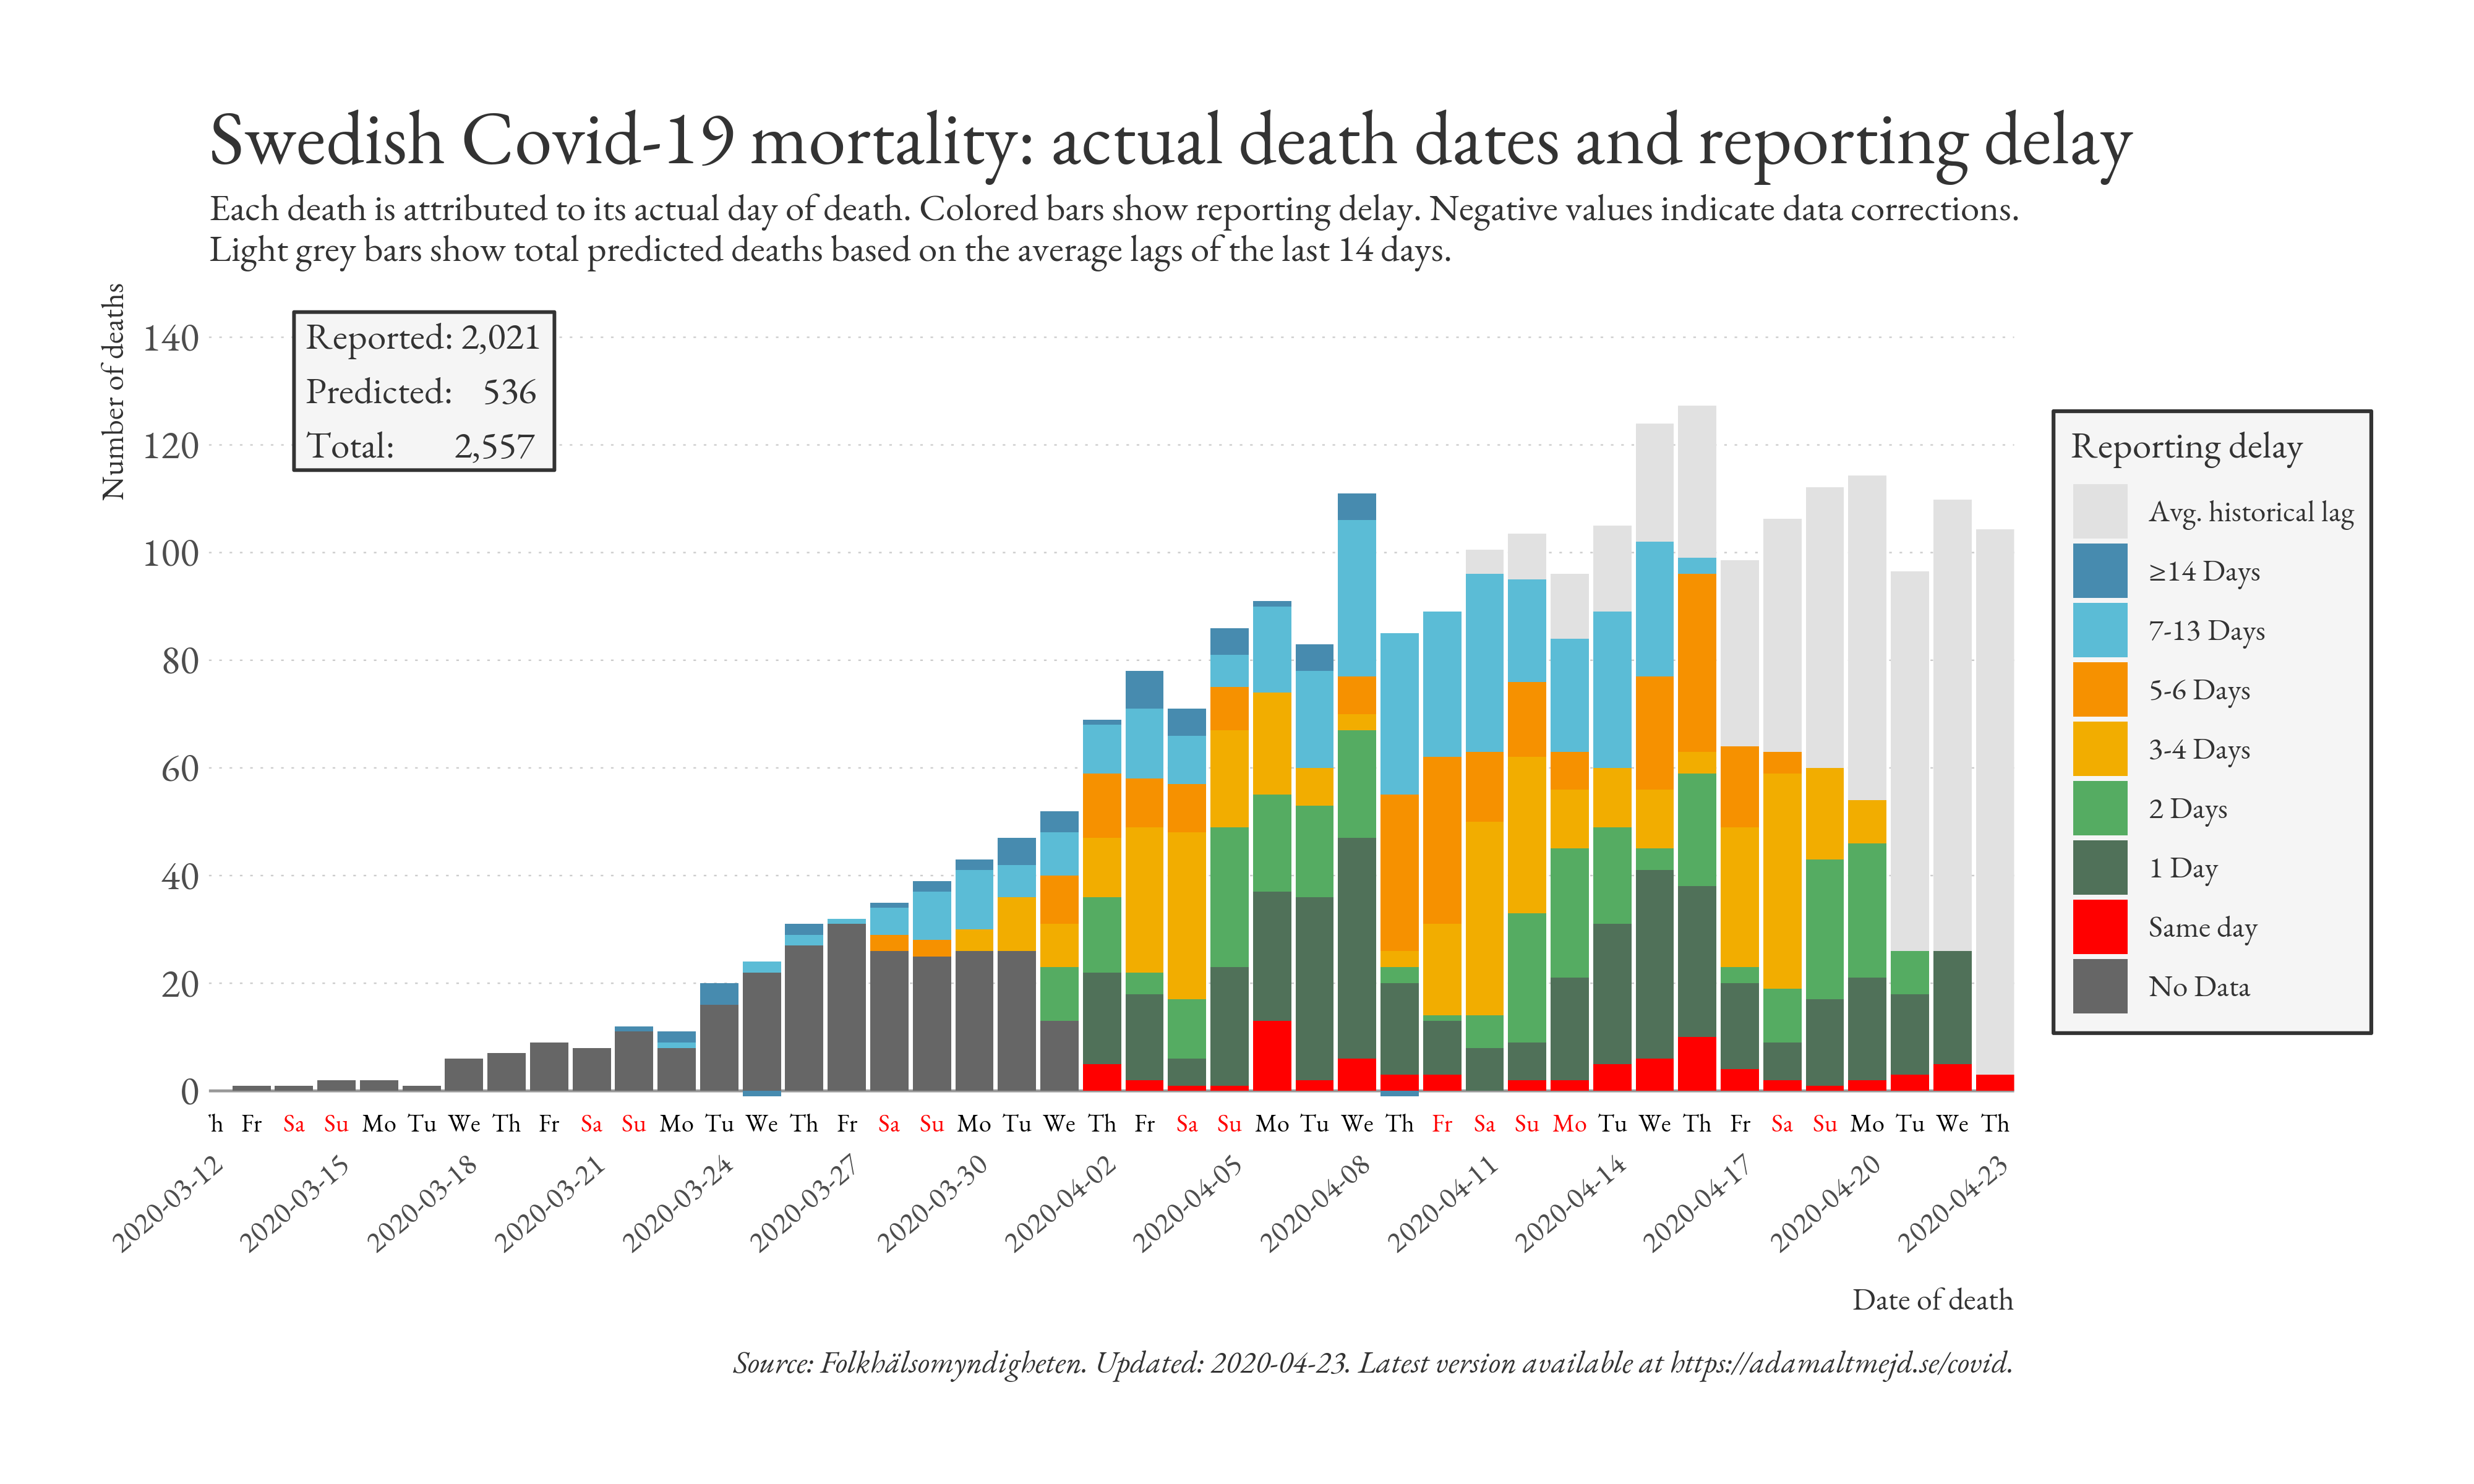 Swedish Covid-19 mortality: actual death dates and reporting delay
Each death is attributed to its actual day of death. Colored bars show reporting delay. Negative values indicate data corrections.
Light grey bars show total predicted deaths based on the average lags of the last 14 days.
Number of deaths
Reported: 2,021
Predicted: 536
Total: 2,557
140
120
100
80
60
40
20
0
Reporting delay
Avg. historical lag
≥14 Days
7-13 Days
5-6 Days
3-4 Days
2 Days
1 Day
Same day
No Data
h Fr Sa Su Mo Tu We Th Fr Sa Su Mo Tu We Th Fr Sa Su Mo Tu We Th Fr Sa Su Mo Tu We Th Fr Sa Su Mo Tu We Th Fr Sa Su Mo Tu We Th
2020-03-12
2020-03-15
2020-03-18
2020-03-21
2020-03-24
2020-03-27
2020-03-30
2020-04-02
2020-04-05
2020-04-08
2020-04-11
2020-04-14
2020-04-17
2020-04-20
2020-04-23
Date of death
Source: Folkhälsomyndigheten. Updated: 2020-04-23. Latest version available at https://adamaltmejd.se/covid.